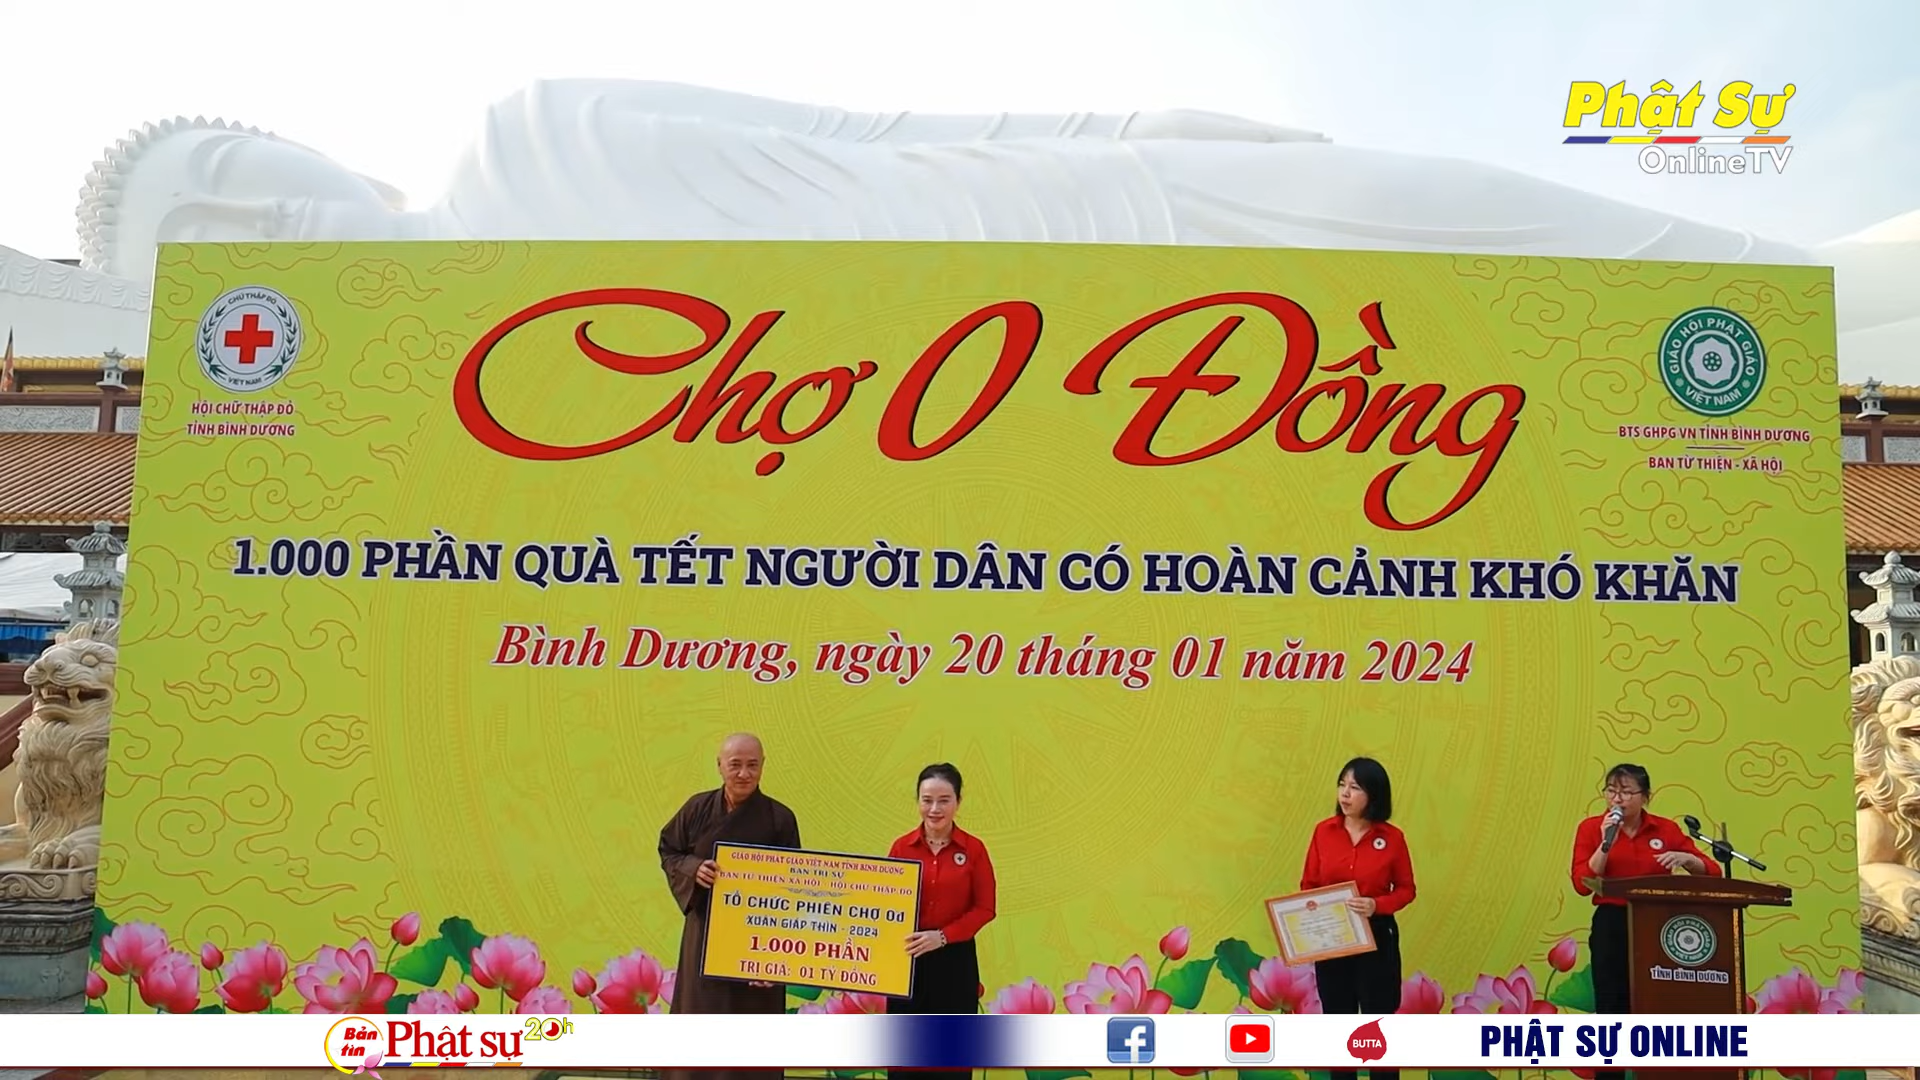 Phật Sự
OnlineTV
CHỮ THẬP ĐỎ
VIỆT NAM
HỘI CHỮ THẬP ĐỎ
TỈNH BÌNH DƯƠNG
Chợ 0 Đồng
GIÁO HỘI PHẬT GIÁO
VIỆT NAM
BTS GHPG VN TỈNH BÌNH DƯƠNG
BAN TỪ THIỆN - XÃ HỘI
1.000 PHẦN QUÀ TẾT NGƯỜI DÂN CÓ HOÀN CẢNH KHÓ KHĂN
Bình Dương, ngày 20 tháng 01 năm 2024
GIÁO HỘI PHẬT GIÁO VIỆT NAM TỈNH BÌNH DƯƠNG
BAN TRỊ SỰ
BAN TỪ THIỆN XÃ HỘI - HỘI CHỮ THẬP ĐỎ
TỔ CHỨC PHIÊN CHỢ 0đ
XUÂN GIÁP THÌN - 2024
1.000 PHẦN
TRỊ GIÁ: 01 TỶ ĐỒNG
TỈNH BÌNH DƯƠNG
Bản tin Phật sự 20h
BUTTA
PHẬT SỰ ONLINE